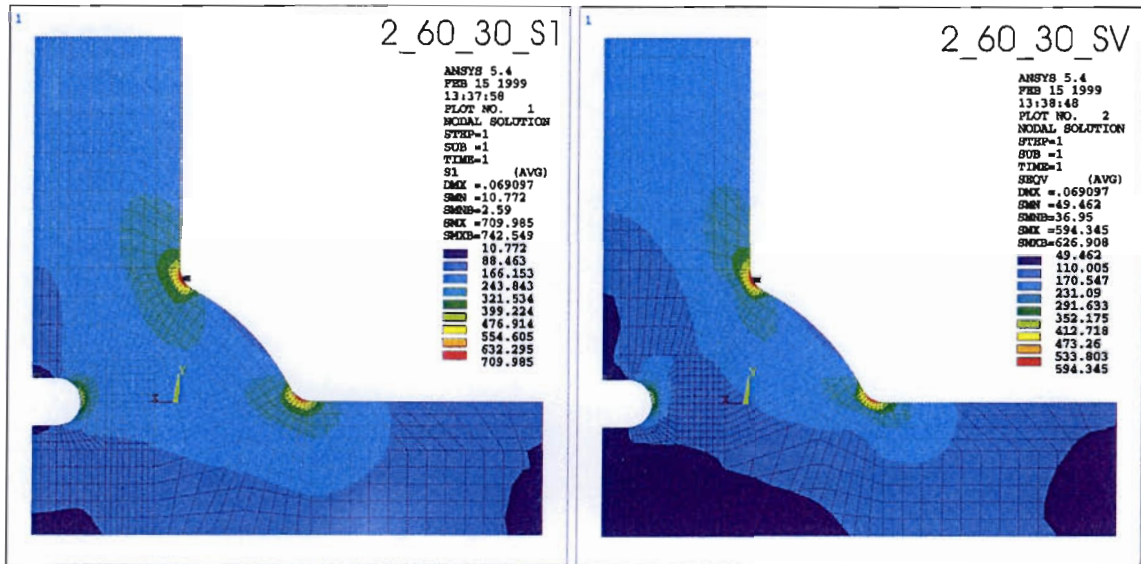 1
2_60_30_S1
ANSYS 5.4
FEB 15 1999
13:37:58
PLOT NO. 1
NODAL SOLUTION
STEP=1
SUB =1
TIME=1
S1 (AVG)
DMX =.069097
SMN =10.772
SMNB=2.59
SMX =709.985
SMXB=742.549
10.772
88.463
166.153
243.843
321.534
399.224
476.914
554.605
632.295
709.985
Y
X
1
2_60_30_SV
ANSYS 5.4
FEB 15 1999
13:38:48
PLOT NO. 2
NODAL SOLUTION
STEP=1
SUB =1
TIME=1
SEQV (AVG)
DMX =.069097
SMN =49.462
SMNB=36.95
SMX =594.345
SMXB=626.908
49.462
110.005
170.547
231.09
291.633
352.175
412.718
473.26
533.803
594.345
Y
X